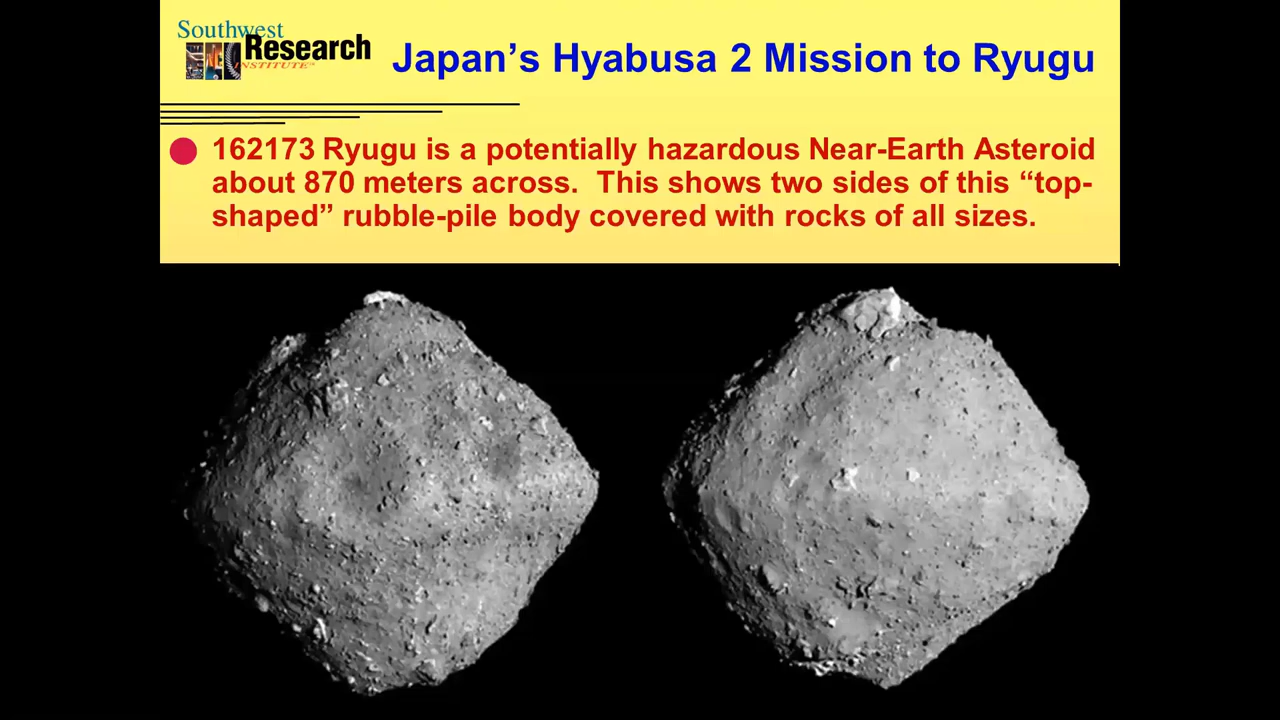 Southwest
Research
INSTITUTE™
Japan's Hyabusa 2 Mission to Ryugu
162173 Ryugu is a potentially hazardous Near-Earth Asteroid
about 870 meters across. This shows two sides of this “top-
shaped” rubble-pile body covered with rocks of all sizes.